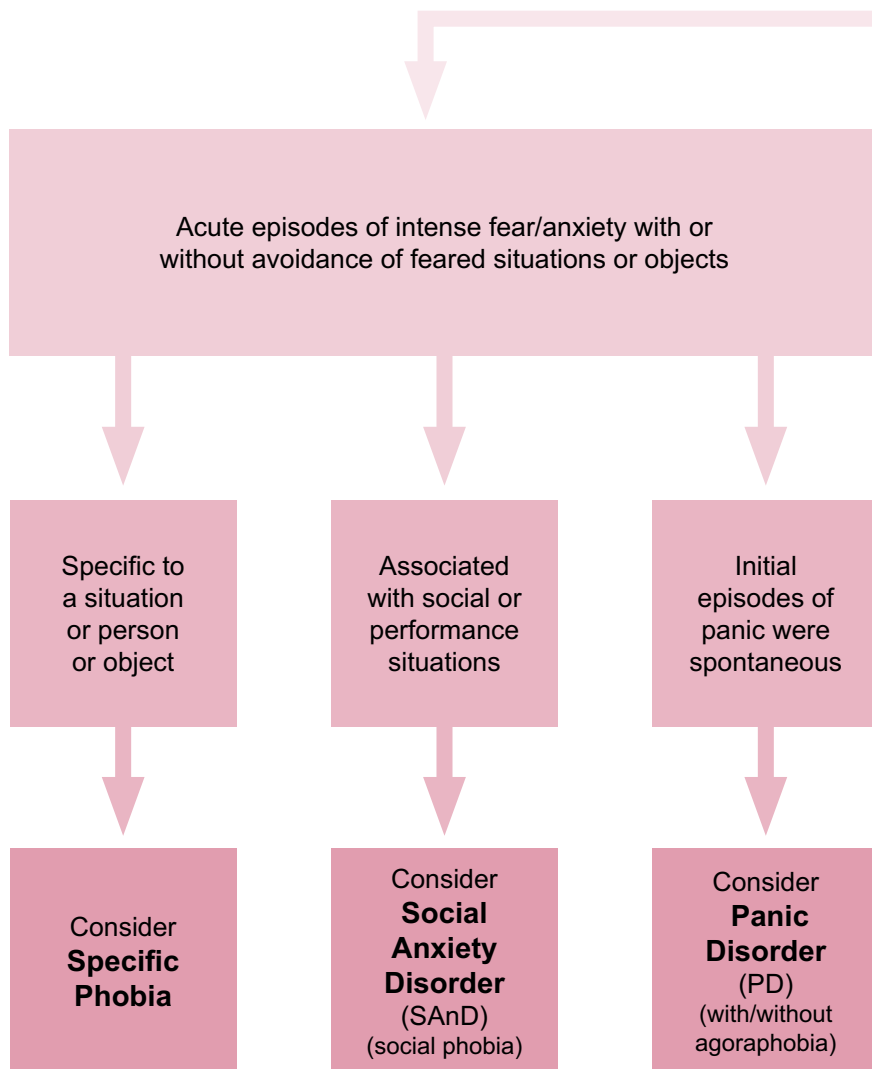 Acute episodes of intense fear/anxiety with or
without avoidance of feared situations or objects
Specific to
a situation
or person
or object
Associated
with social or
performance
situations
Initial
episodes of
panic were
spontaneous
Consider
Specific
Phobia
Consider
Social
Anxiety
Disorder
(SAnD)
(social phobia)
Consider
Panic
Disorder
(PD)
(with/without
agoraphobia)